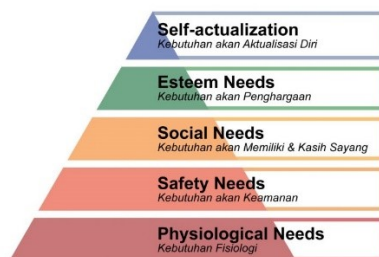 Self-actualization
Kebutuhan akan Aktualisasi Diri
Esteem Needs
Kebutuhan akan Penghargaan
Social Needs
Kebutuhan akan Memiliki & Kasih Sayang
Safety Needs
Kebutuhan akan Keamanan
Physiological Needs
Kebutuhan Fisiologi